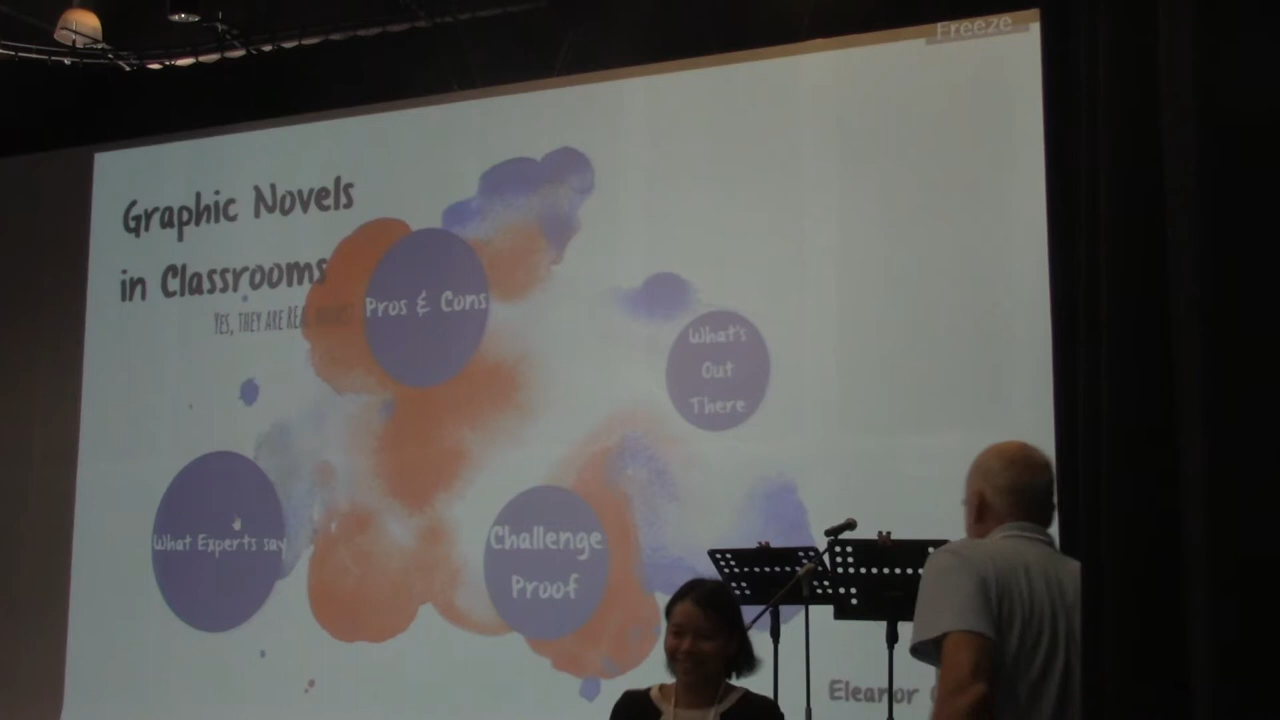 Freeze
Graphic Novels
in Classrooms
Yes, they are REAL
Pros & Cons
What's
Out
There
What Experts say
Challenge
Proof
Eleanor